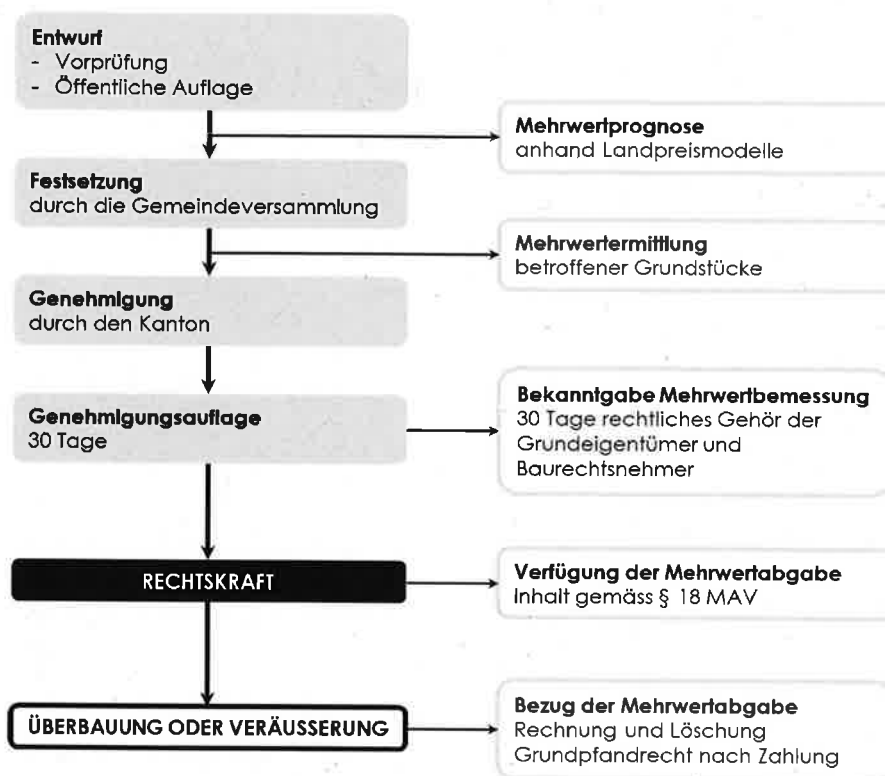 Entwurf
- Vorprüfung
- Öffentliche Auflage
Mehrwertprognose
anhand Landpreismodelle
Festsetzung
durch die Gemeindeversammlung
Mehrwertermittlung
betroffener Grundstücke
Genehmigung
durch den Kanton
Genehmigungsauflage
30 Tage
Bekanntgabe Mehrwertbemessung
30 Tage rechtliches Gehör der
Grundeigentümer und
Baurechtsnehmer
RECHTSKRAFT
Verfügung der Mehrwertabgabe
Inhalt gemäss § 18 MAV
ÜBERBAUUNG ODER VERÄUSSERUNG
Bezug der Mehrwertabgabe
Rechnung und Löschung
Grundpfandrecht nach Zahlung